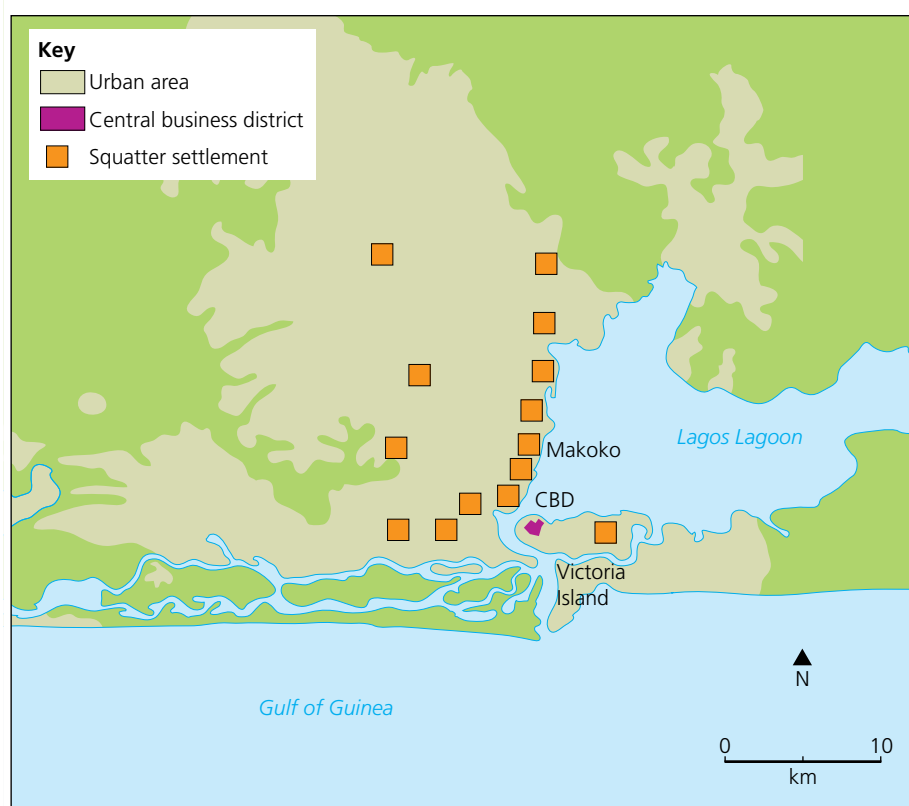 Key
Urban area
Central business district
Squatter settlement
Lagos Lagoon
Makoko
CBD
Victoria
Island
Gulf of Guinea
N
0 10
km